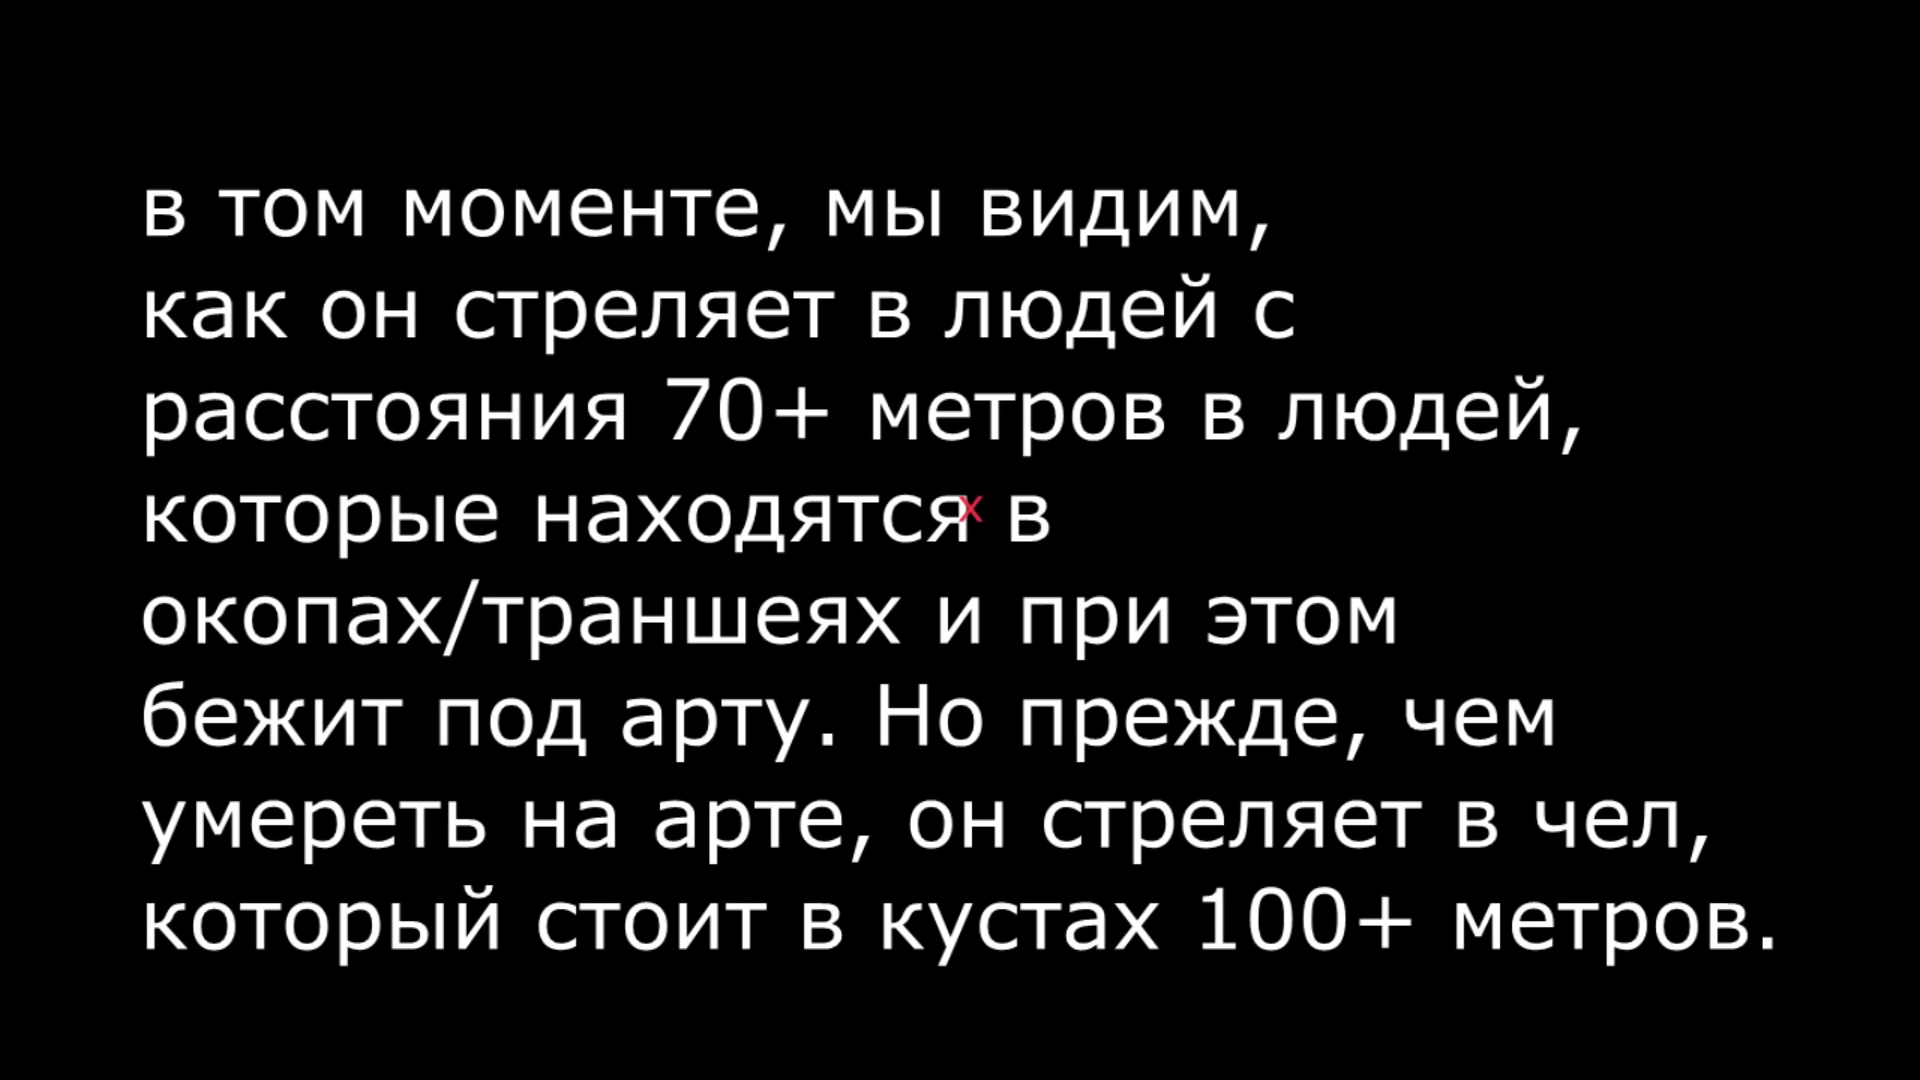 в том моменте, мы видим,
как он стреляет в людей с
расстояния 70+ метров в людей,
которые находятся в
окопах/траншеях и при этом
бежит под арту. Но прежде, чем
умереть на арте, он стреляет в чел,
который стоит в кустах 100+ метров.